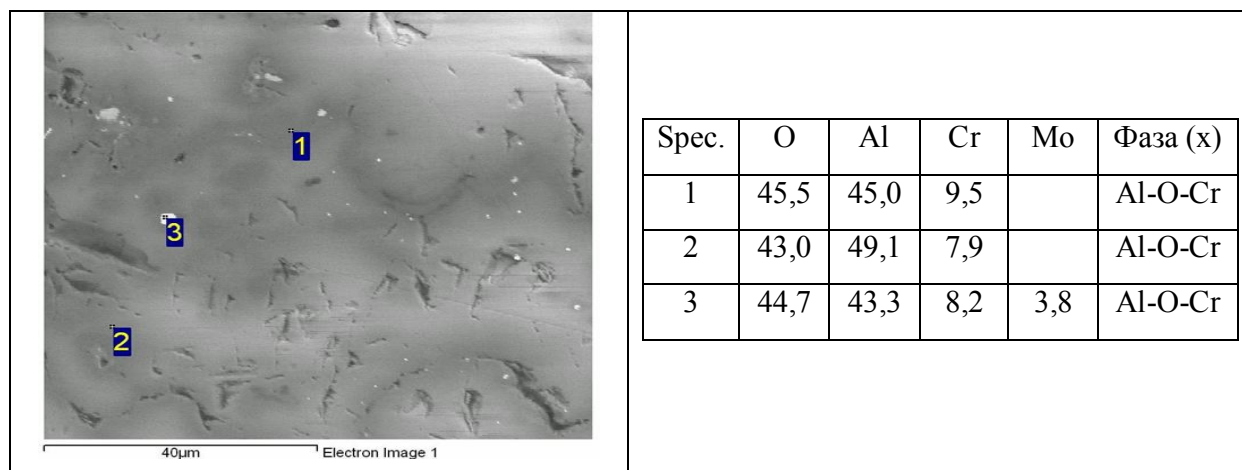 1
3
2
40µm Electron Image 1
Spec. O Al Cr Mo Фаза (x)
1 45,5 45,0 9,5 Al-O-Cr
2 43,0 49,1 7,9 Al-O-Cr
3 44,7 43,3 8,2 3,8 Al-O-Cr